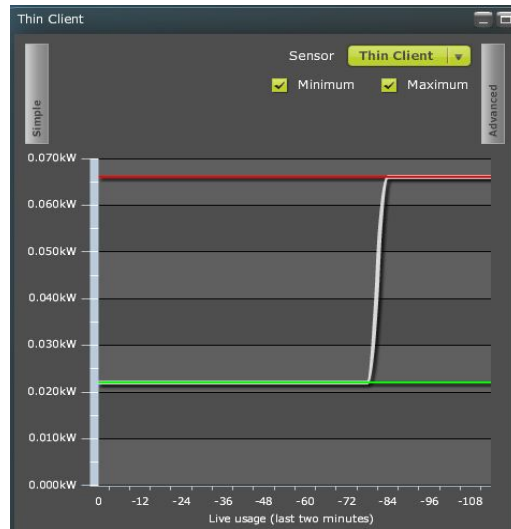 Thin Client
Sensor Thin Client
Minimum Maximum
Simple
Advanced
0.070kW
0.060kW
0.050kW
0.040kW
0.030kW
0.020kW
0.010kW
0.000kW
0 -12 -24 -36 -48 -60 -72 -84 -96 -108
Live usage (last two minutes)